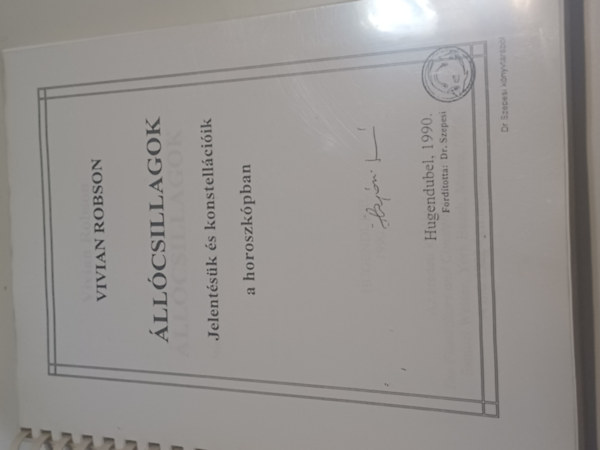 VIVIAN ROBSON
ÁLLÓCSILLAGOK
Jelentésük és konstellációik
a horoszkópban
Hugendubel, 1990.
Fordította: Dr. Szepesi
Dr Szepesi könyvtárából